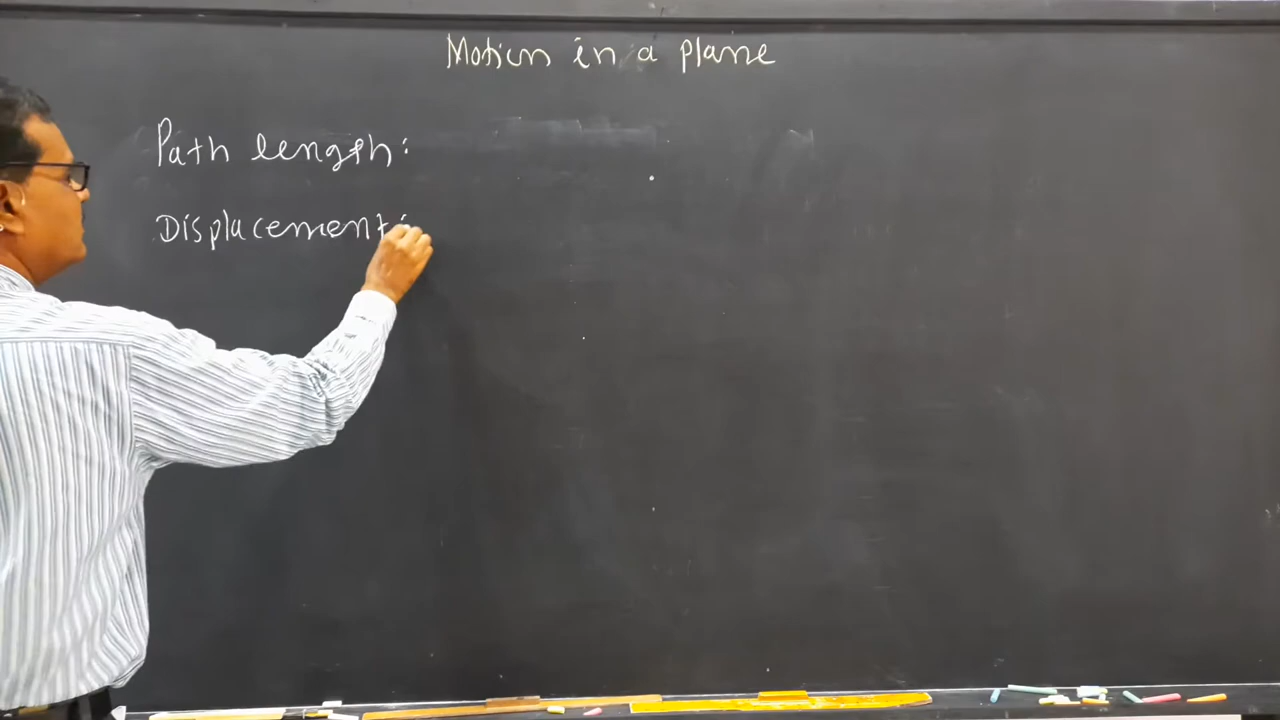 Motion in a plane
Path length:
Displacement: